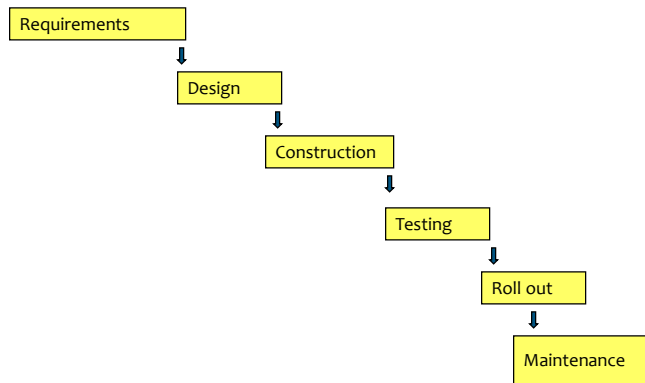 Requirements
Design
Construction
Testing
Roll out
Maintenance